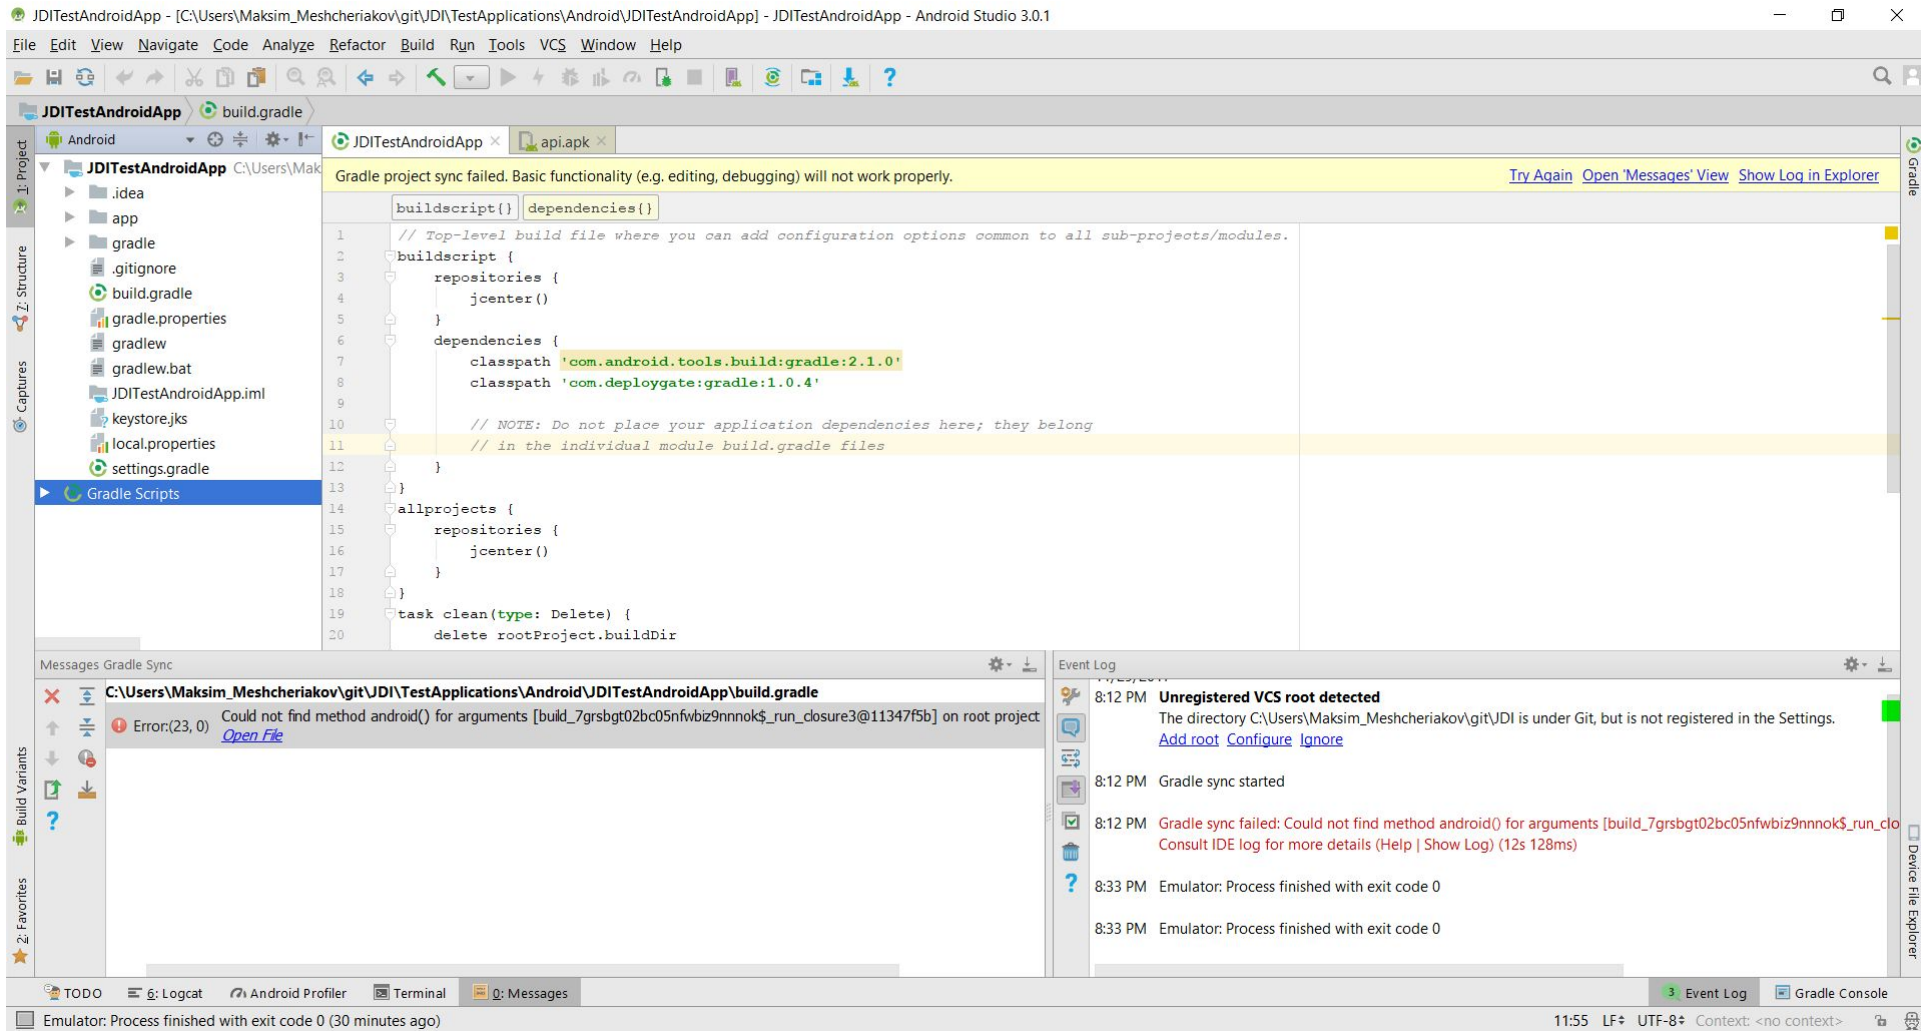 JDITestAndroidApp - [C:\Users\Maksim_Meshcheriakov\git\JDI\TestApplications\Android\JDITestAndroidApp] - JDITestAndroidApp - Android Studio 3.0.1
File Edit View Navigate Code Analyze Refactor Build Run Tools VCS Window Help
JDITestAndroidApp build.gradle
Android
JDITestAndroidApp api.apk
1: Project
7: Structure
Captures
Build Variants
2: Favorites
JDITestAndroidApp C:\Users\Mak
.idea
app
gradle
.gitignore
build.gradle
gradle.properties
gradlew
gradlew.bat
JDITestAndroidApp.iml
keystore.jks
local.properties
settings.gradle
Gradle Scripts
Gradle project sync failed. Basic functionality (e.g. editing, debugging) will not work properly. Try Again Open 'Messages' View Show Log in Explorer
buildscript{} dependencies{}
1 // Top-level build file where you can add configuration options common to all sub-projects/modules.
2 buildscript {
3 repositories {
4 jcenter()
5 }
6 dependencies {
7 classpath 'com.android.tools.build:gradle:2.1.0'
8 classpath 'com.deploygate:gradle:1.0.4'
9
10 // NOTE: Do not place your application dependencies here; they belong
11 // in the individual module build.gradle files
12 }
13 }
14 allprojects {
15 repositories {
16 jcenter()
17 }
18 }
19 task clean(type: Delete) {
20 delete rootProject.buildDir
Gradle
Device File Explorer
Messages Gradle Sync
C:\Users\Maksim_Meshcheriakov\git\JDI\TestApplications\Android\JDITestAndroidApp\build.gradle
Error:(23, 0) Could not find method android() for arguments [build_7grsbgt02bc05nfwbiz9nnnok$_run_closure3@11347f5b] on root project
Open File
Event Log
8:12 PM Unregistered VCS root detected
The directory C:\Users\Maksim_Meshcheriakov\git\JDI is under Git, but is not registered in the Settings.
Add root Configure Ignore
8:12 PM Gradle sync started
8:12 PM Gradle sync failed: Could not find method android() for arguments [build_7grsbgt02bc05nfwbiz9nnnok$_run_clo
Consult IDE log for more details (Help | Show Log) (12s 128ms)
8:33 PM Emulator: Process finished with exit code 0
8:33 PM Emulator: Process finished with exit code 0
TODO 6: Logcat Android Profiler Terminal 0: Messages 3 Event Log Gradle Console
Emulator: Process finished with exit code 0 (30 minutes ago) 11:55 LF UTF-8 Context: <no context>